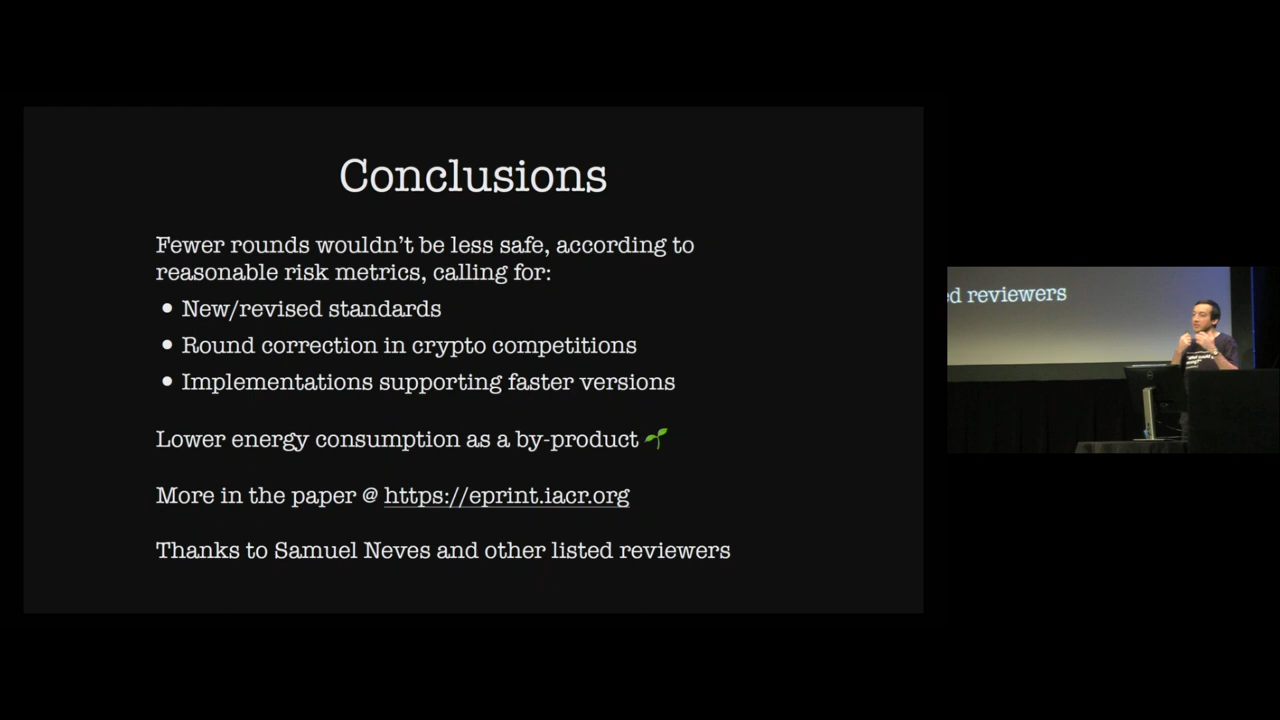 Conclusions
Fewer rounds wouldn't be less safe, according to
reasonable risk metrics, calling for:
• New/revised standards
• Round correction in crypto competitions
• Implementations supporting faster versions
Lower energy consumption as a by-product 🌱
More in the paper @ https://eprint.iacr.org
Thanks to Samuel Neves and other listed reviewers
ed reviewers